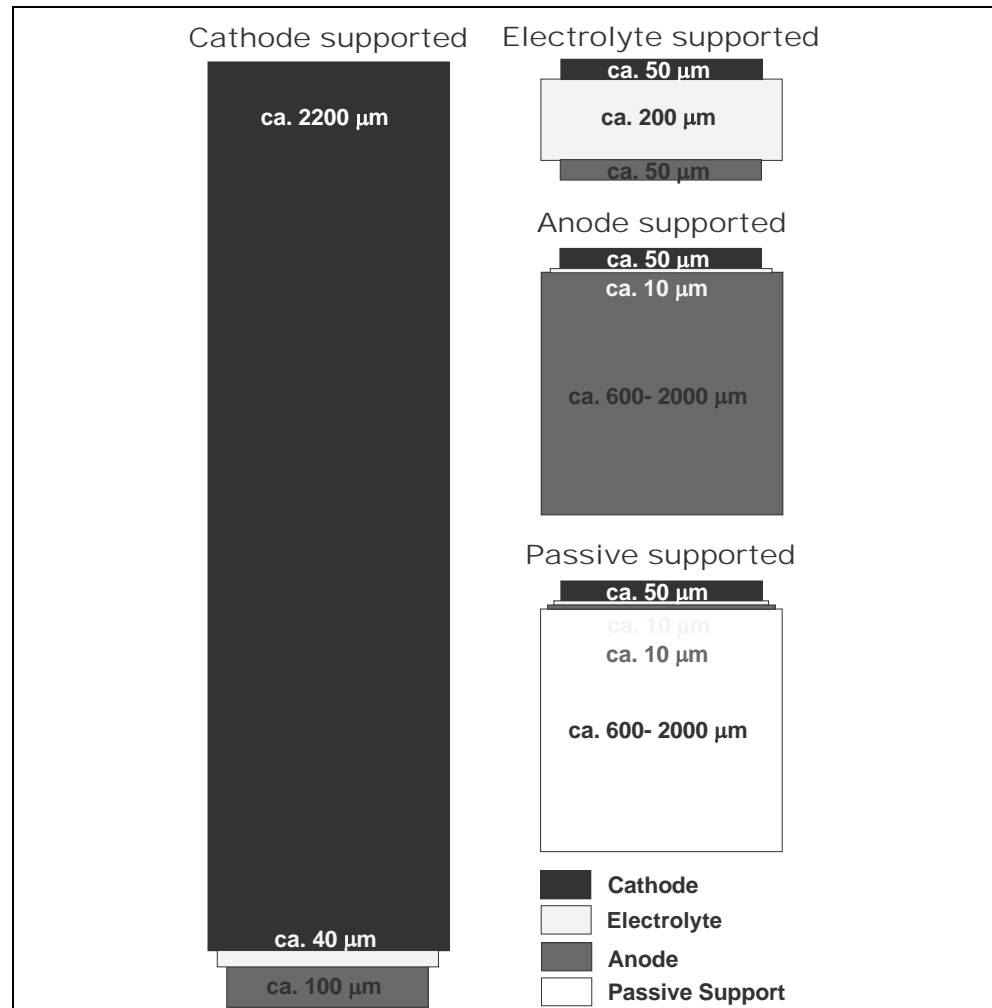 Cathode supported
ca. 2200 μm
ca. 40 μm
ca. 100 μm
Electrolyte supported
ca. 50 μm
ca. 200 μm
ca. 50 μm
Anode supported
ca. 50 μm
ca. 10 μm
ca. 600- 2000 μm
Passive supported
ca. 50 μm
ca. 10 μm
ca. 10 μm
ca. 600- 2000 μm
Cathode
Electrolyte
Anode
Passive Support